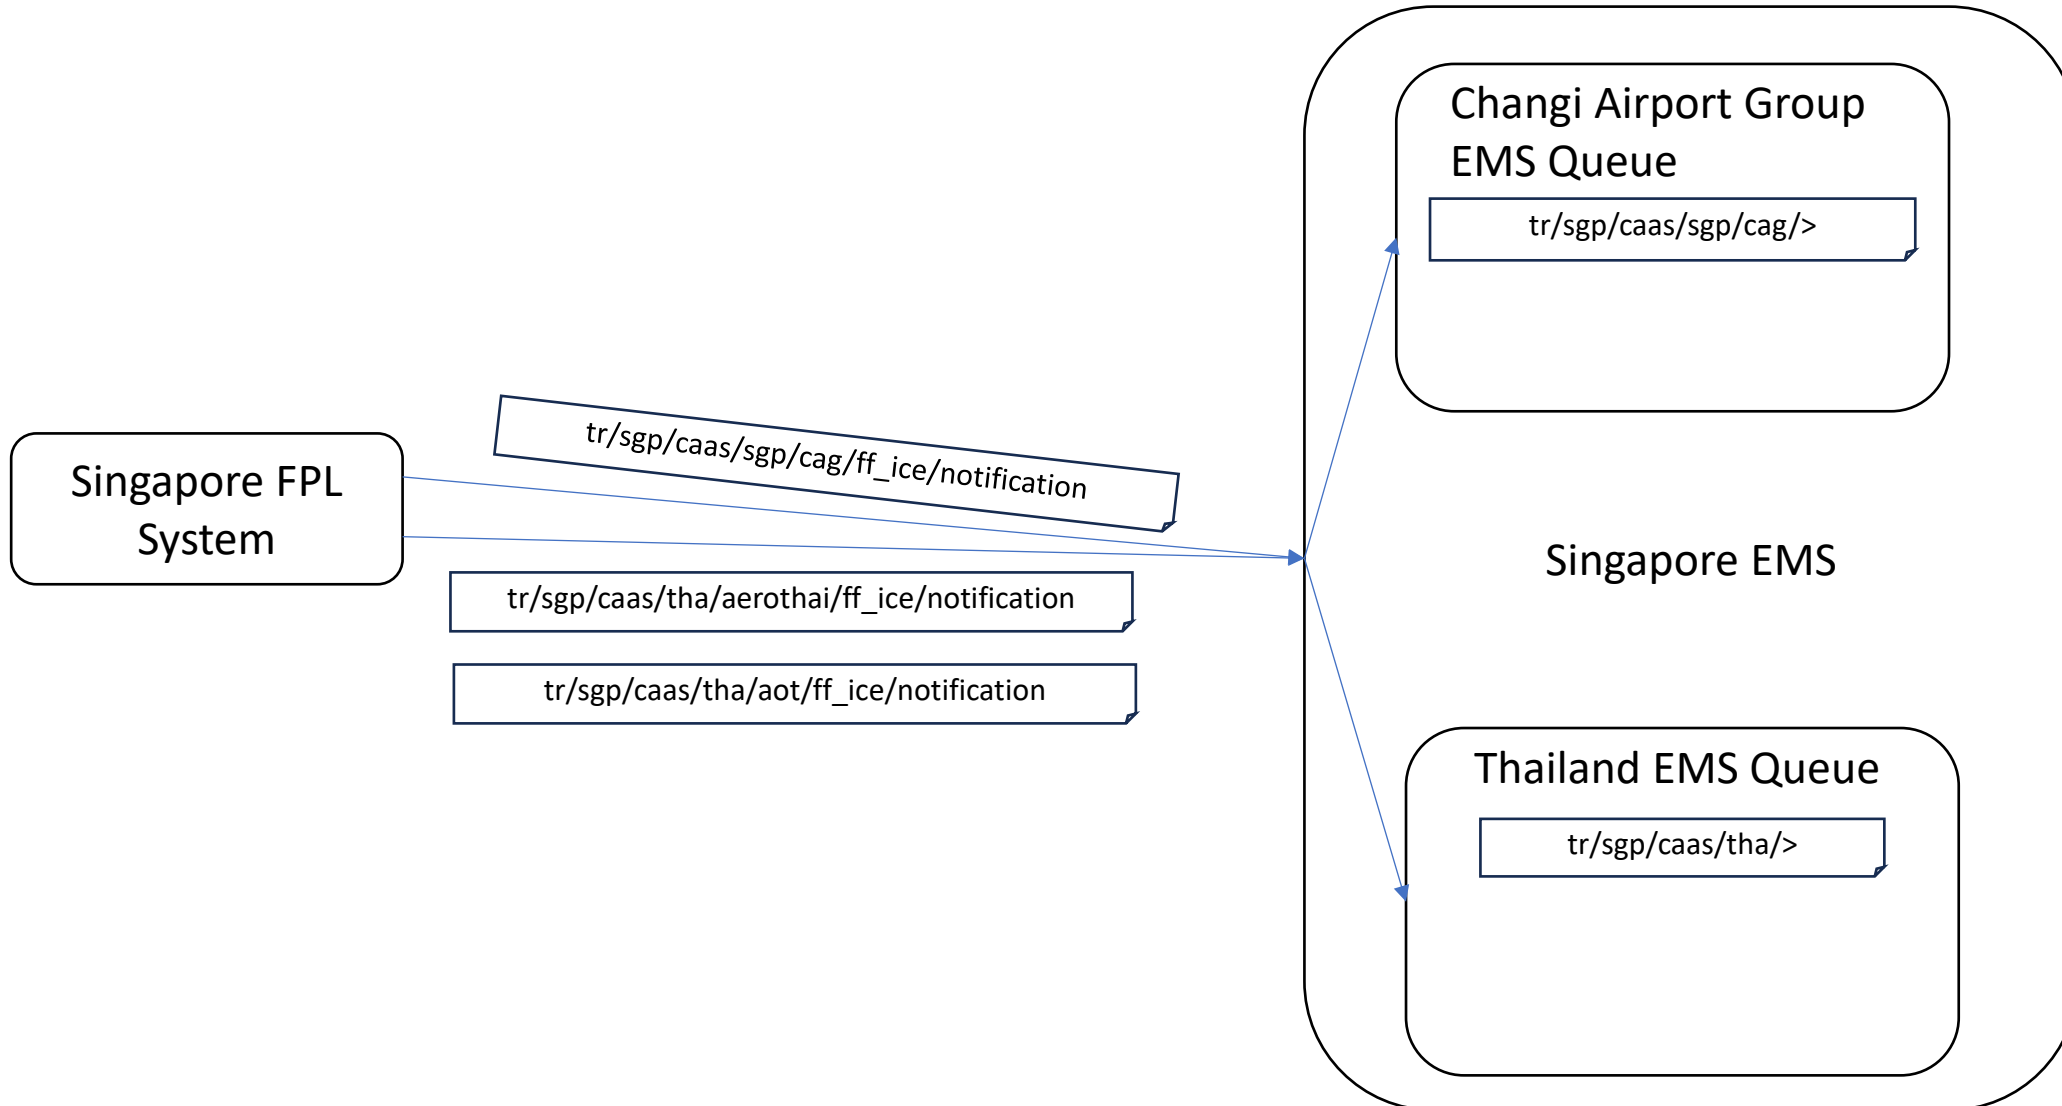 Changi Airport Group
EMS Queue
tr/sgp/caas/sgp/cag/>
tr/sgp/caas/sgp/cag/ff_ice/notification
Singapore FPL
System
Singapore EMS
tr/sgp/caas/tha/aerothai/ff_ice/notification
tr/sgp/caas/tha/aot/ff_ice/notification
Thailand EMS Queue
tr/sgp/caas/tha/>